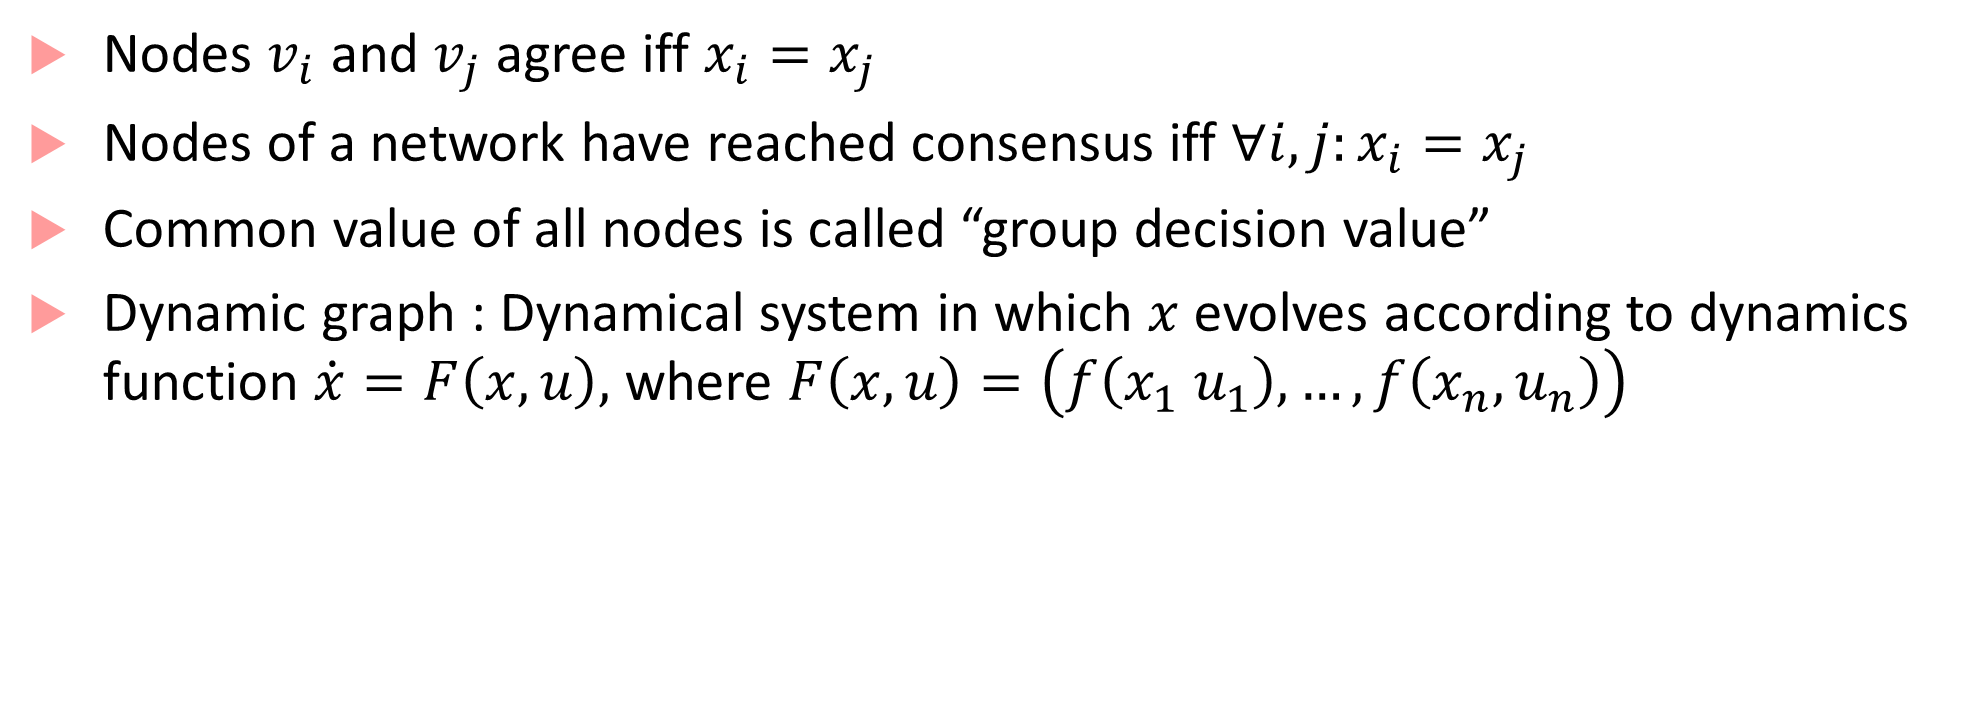 Nodes 𝑣ᵢ and 𝑣ⱼ agree iff 𝑥ᵢ = 𝑥ⱼ
Nodes of a network have reached consensus iff ∀𝑖, 𝑗: 𝑥ᵢ = 𝑥ⱼ
Common value of all nodes is called “group decision value”
Dynamic graph : Dynamical system in which 𝑥 evolves according to dynamics
function 𝑥̇ = 𝐹(𝑥, 𝑢), where 𝐹(𝑥, 𝑢) = (𝑓(𝑥₁ 𝑢₁), … , 𝑓(𝑥ₙ, 𝑢ₙ))